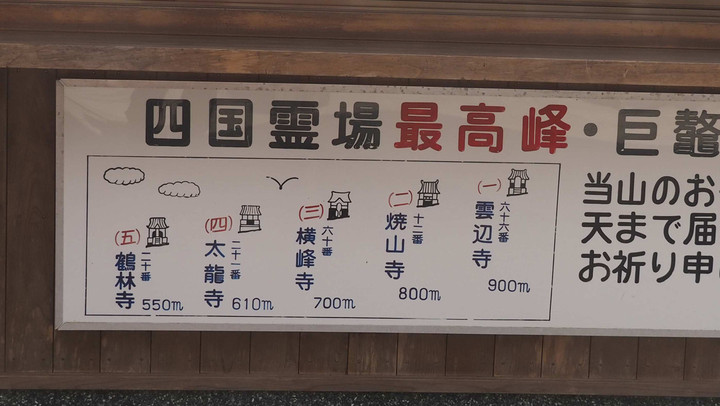 四国霊場最高峰・巨鼇
(一) 雲辺寺 六十六番 900m
(二) 焼山寺 十二番 800m
(三) 横峰寺 六十番 700m
(四) 太龍寺 二十一番 610m
(五) 鶴林寺 二十番 550m
当山のお
天まで届
お祈り申